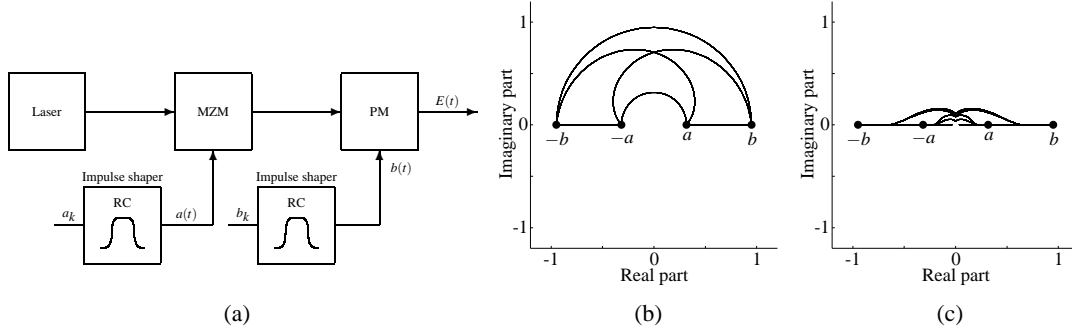 Laser
MZM
PM
E(t)
Impulse shaper
RC
a_k
a(t)
Impulse shaper
RC
b_k
b(t)
(a)
Imaginary part
1
0
-1
−b
−a
a
b
-1
0
1
Real part
(b)
Imaginary part
1
0
-1
−b
−a
a
b
-1
0
1
Real part
(c)